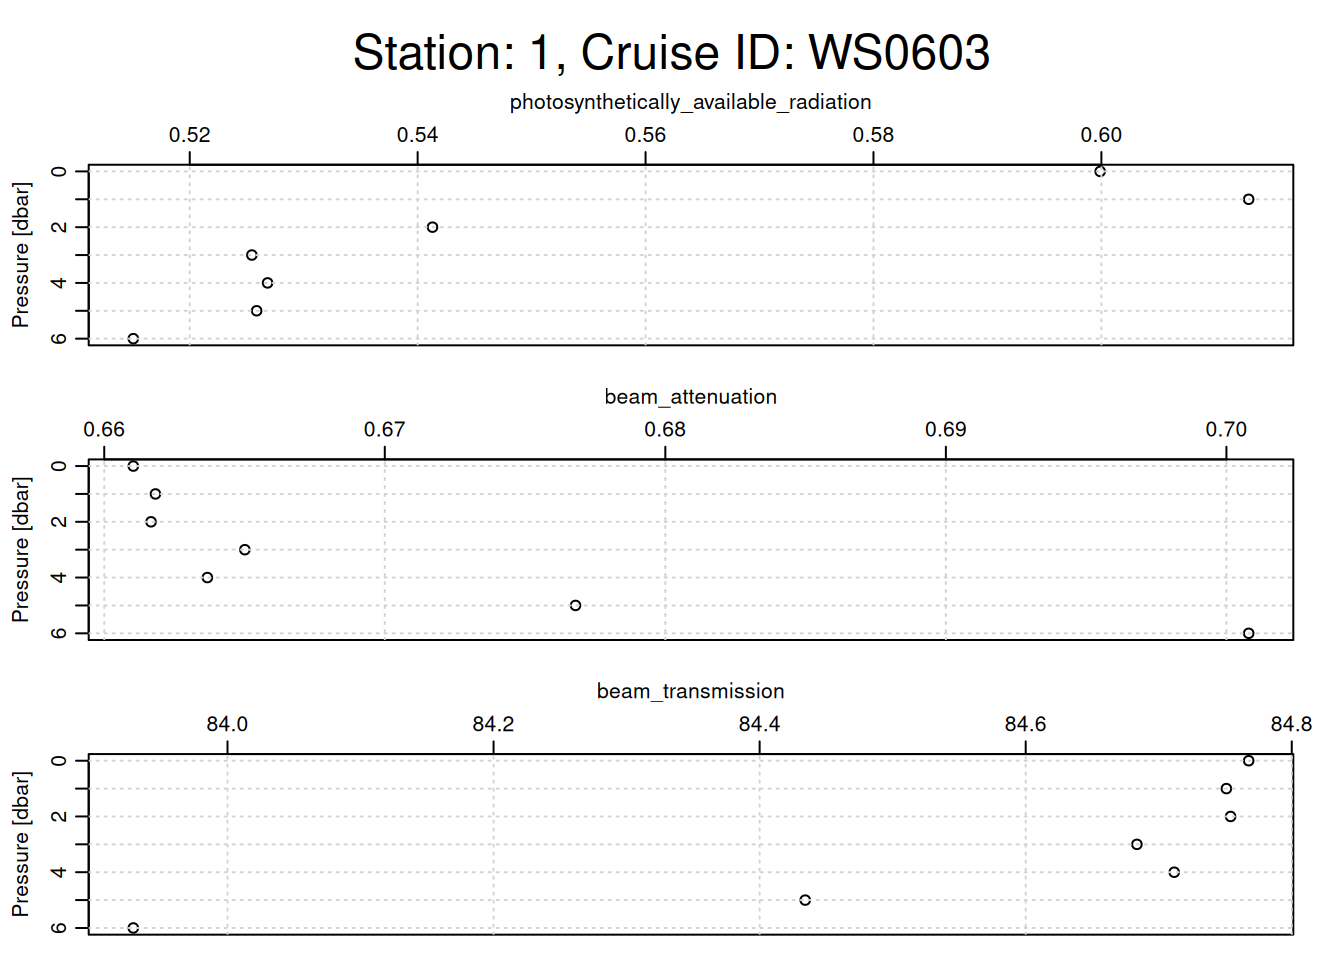 Station: 1, Cruise ID: WS0603
photosynthetically_available_radiation
0.52 0.54 0.56 0.58 0.60
Pressure [dbar]
0
2
4
6
beam_attenuation
0.66 0.67 0.68 0.69 0.70
Pressure [dbar]
0
2
4
6
beam_transmission
84.0 84.2 84.4 84.6 84.8
Pressure [dbar]
0
2
4
6